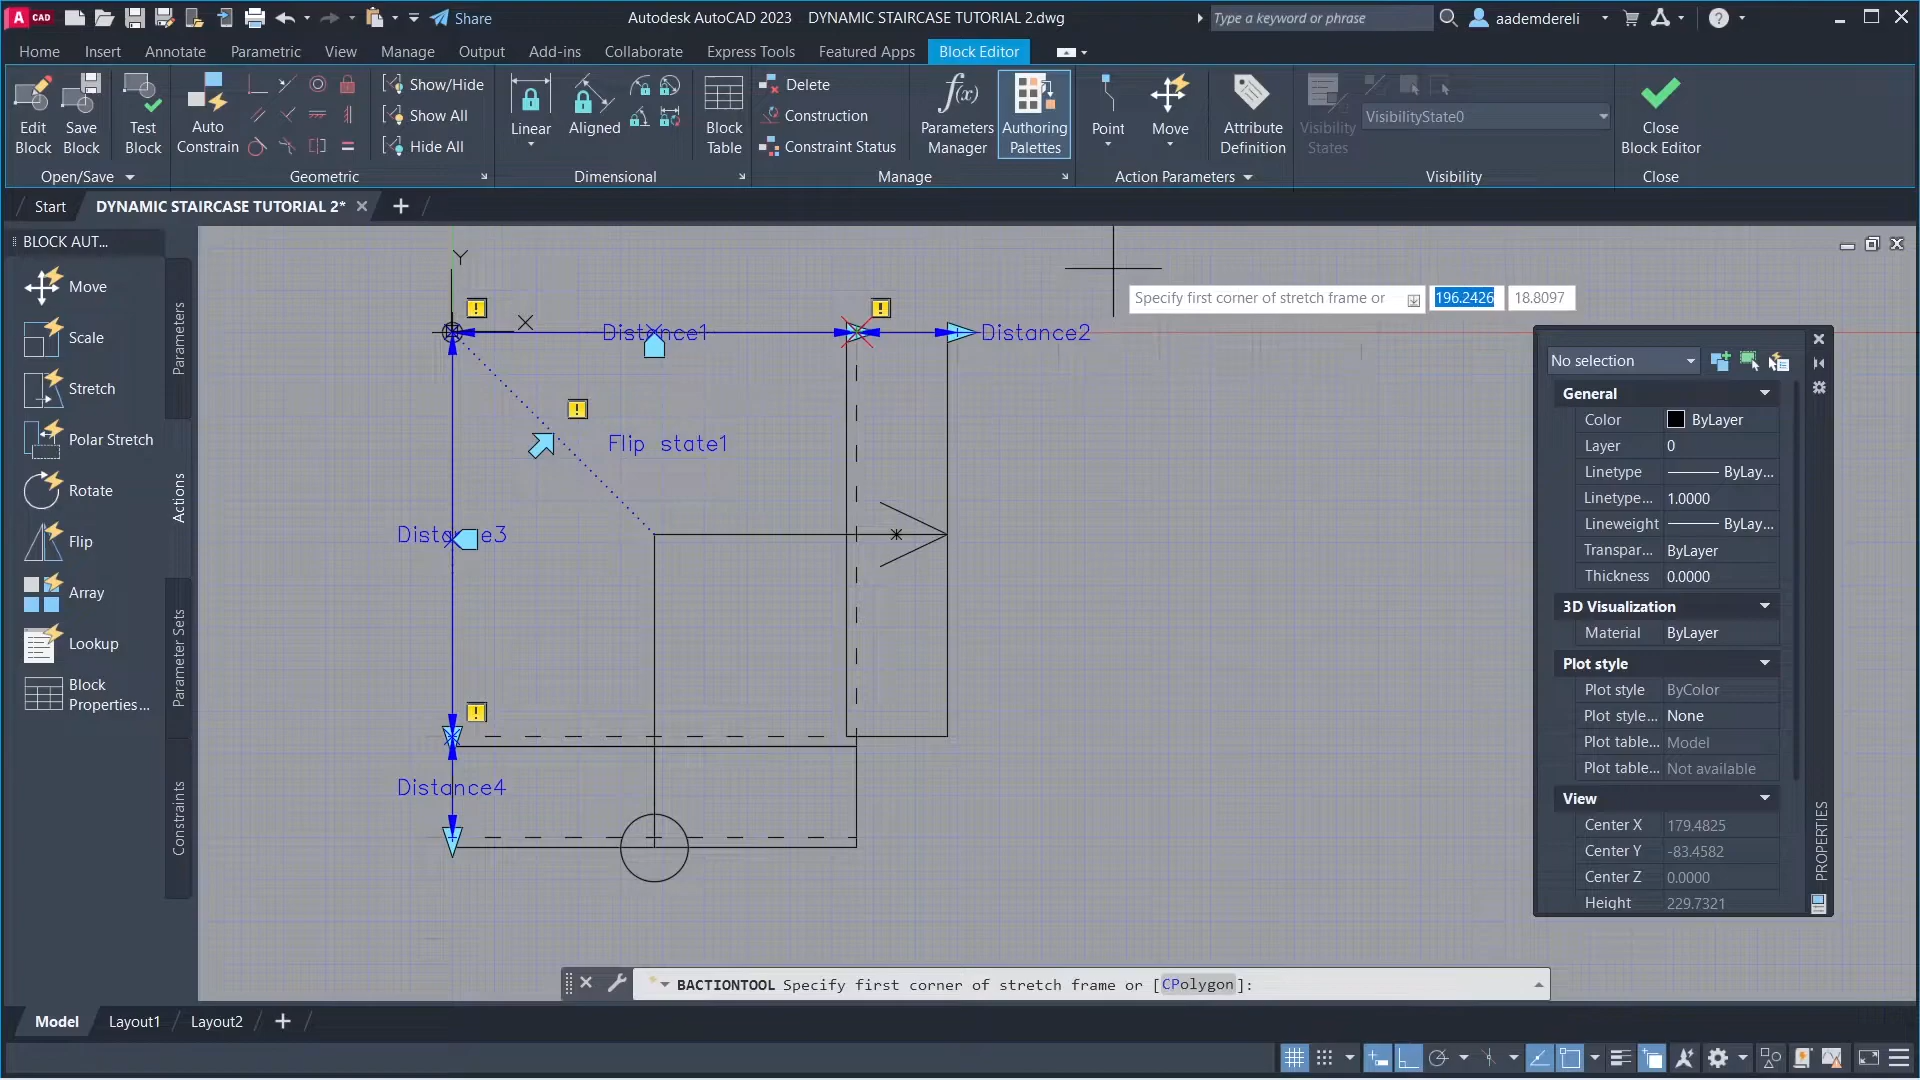 A CAD
Share
Autodesk AutoCAD 2023 DYNAMIC STAIRCASE TUTORIAL 2.dwg
Type a keyword or phrase
aademdereli
Home Insert Annotate Parametric View Manage Output Add-ins Collaborate Express Tools Featured Apps Block Editor
Edit Block
Save Block
Test Block
Open/Save
Auto Constrain
Show/Hide
Show All
Hide All
Geometric
Linear
Aligned
Block Table
Dimensional
Delete
Construction
Constraint Status
f(x)
Parameters Manager
Authoring Palettes
Manage
Point
Move
Attribute Definition
Action Parameters
Visibility States
VisibilityState0
Visibility
Close Block Editor
Close
Start
DYNAMIC STAIRCASE TUTORIAL 2*
BLOCK AUT...
Move
Scale
Stretch
Polar Stretch
Rotate
Flip
Array
Lookup
Block Properties...
Parameters
Actions
Parameter Sets
Constraints
Y
X
Distance1
Distance2
Flip state1
Distance3
Distance4
Specify first corner of stretch frame or 196.2426 18.8097
No selection
General
Color ByLayer
Layer 0
Linetype ByLay...
Linetype... 1.0000
Lineweight ByLay...
Transpar... ByLayer
Thickness 0.0000
3D Visualization
Material ByLayer
Plot style
Plot style ByColor
Plot style... None
Plot table... Model
Plot table... Not available
View
Center X 179.4825
Center Y -83.4582
Center Z 0.0000
Height 229.7321
PROPERTIES
BACTIONTOOL Specify first corner of stretch frame or [CPolygon]:
Model Layout1 Layout2